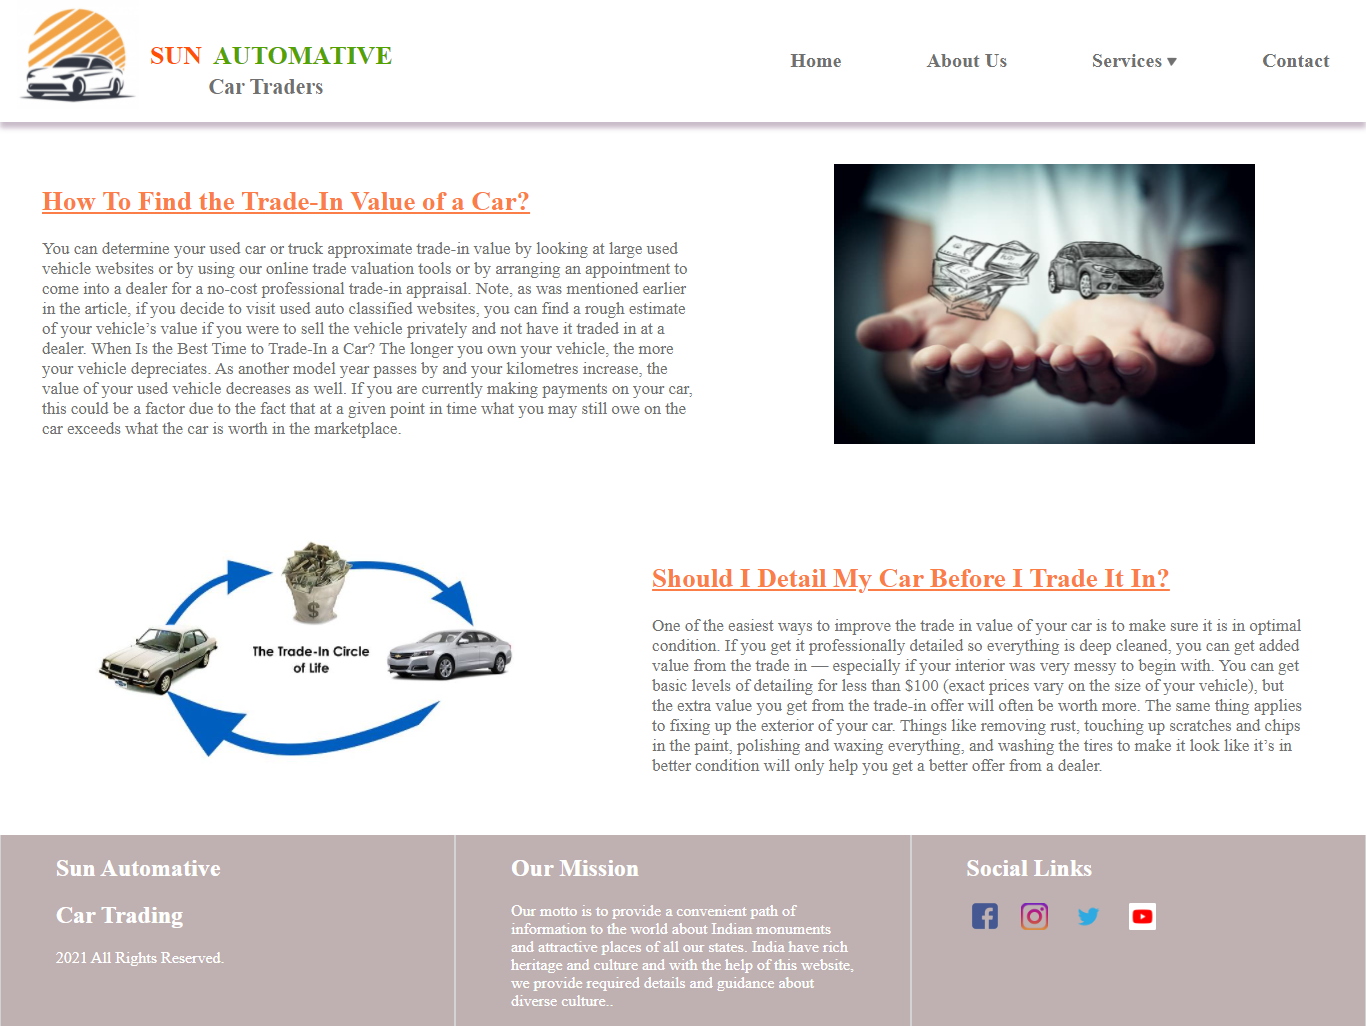 SUN AUTOMATIVE
Car Traders
Home
About Us
Services ▾
Contact
How To Find the Trade-In Value of a Car?
You can determine your used car or truck approximate trade-in value by looking at large used
vehicle websites or by using our online trade valuation tools or by arranging an appointment to
come into a dealer for a no-cost professional trade-in appraisal. Note, as was mentioned earlier
in the article, if you decide to visit used auto classified websites, you can find a rough estimate
of your vehicle’s value if you were to sell the vehicle privately and not have it traded in at a
dealer. When Is the Best Time to Trade-In a Car? The longer you own your vehicle, the more
your vehicle depreciates. As another model year passes by and your kilometres increase, the
value of your used vehicle decreases as well. If you are currently making payments on your car,
this could be a factor due to the fact that at a given point in time what you may still owe on the
car exceeds what the car is worth in the marketplace.
$
The Trade-In Circle
of Life
Should I Detail My Car Before I Trade It In?
One of the easiest ways to improve the trade in value of your car is to make sure it is in optimal
condition. If you get it professionally detailed so everything is deep cleaned, you can get added
value from the trade in — especially if your interior was very messy to begin with. You can get
basic levels of detailing for less than $100 (exact prices vary on the size of your vehicle), but
the extra value you get from the trade-in offer will often be worth more. The same thing applies
to fixing up the exterior of your car. Things like removing rust, touching up scratches and chips
in the paint, polishing and waxing everything, and washing the tires to make it look like it’s in
better condition will only help you get a better offer from a dealer.
Sun Automative
Car Trading
2021 All Rights Reserved.
Our Mission
Our motto is to provide a convenient path of
information to the world about Indian monuments
and attractive places of all our states. India have rich
heritage and culture and with the help of this website,
we provide required details and guidance about
diverse culture..
Social Links